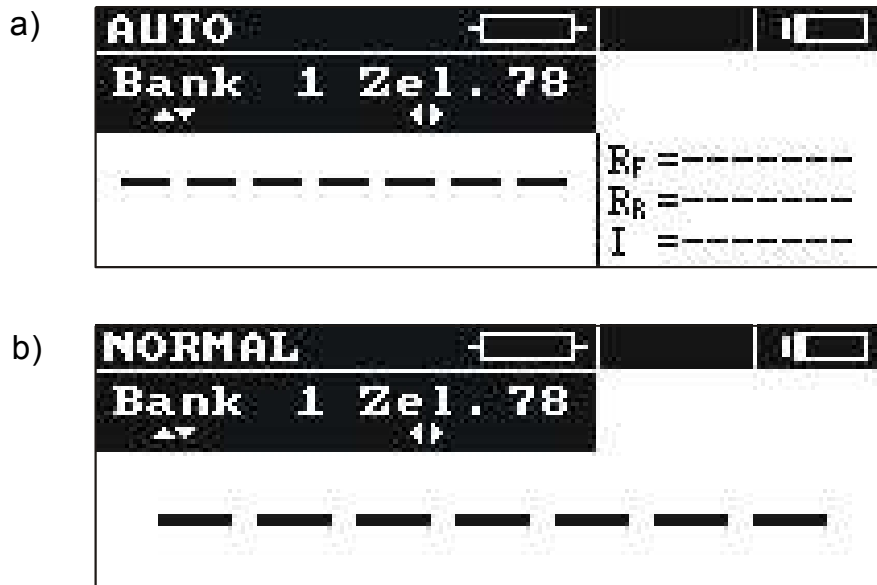 a)
AUTO
Bank 1 Zel.78
-------
RF =-------
RR =-------
I =-------
b)
NORMAL
Bank 1 Zel.78
-------